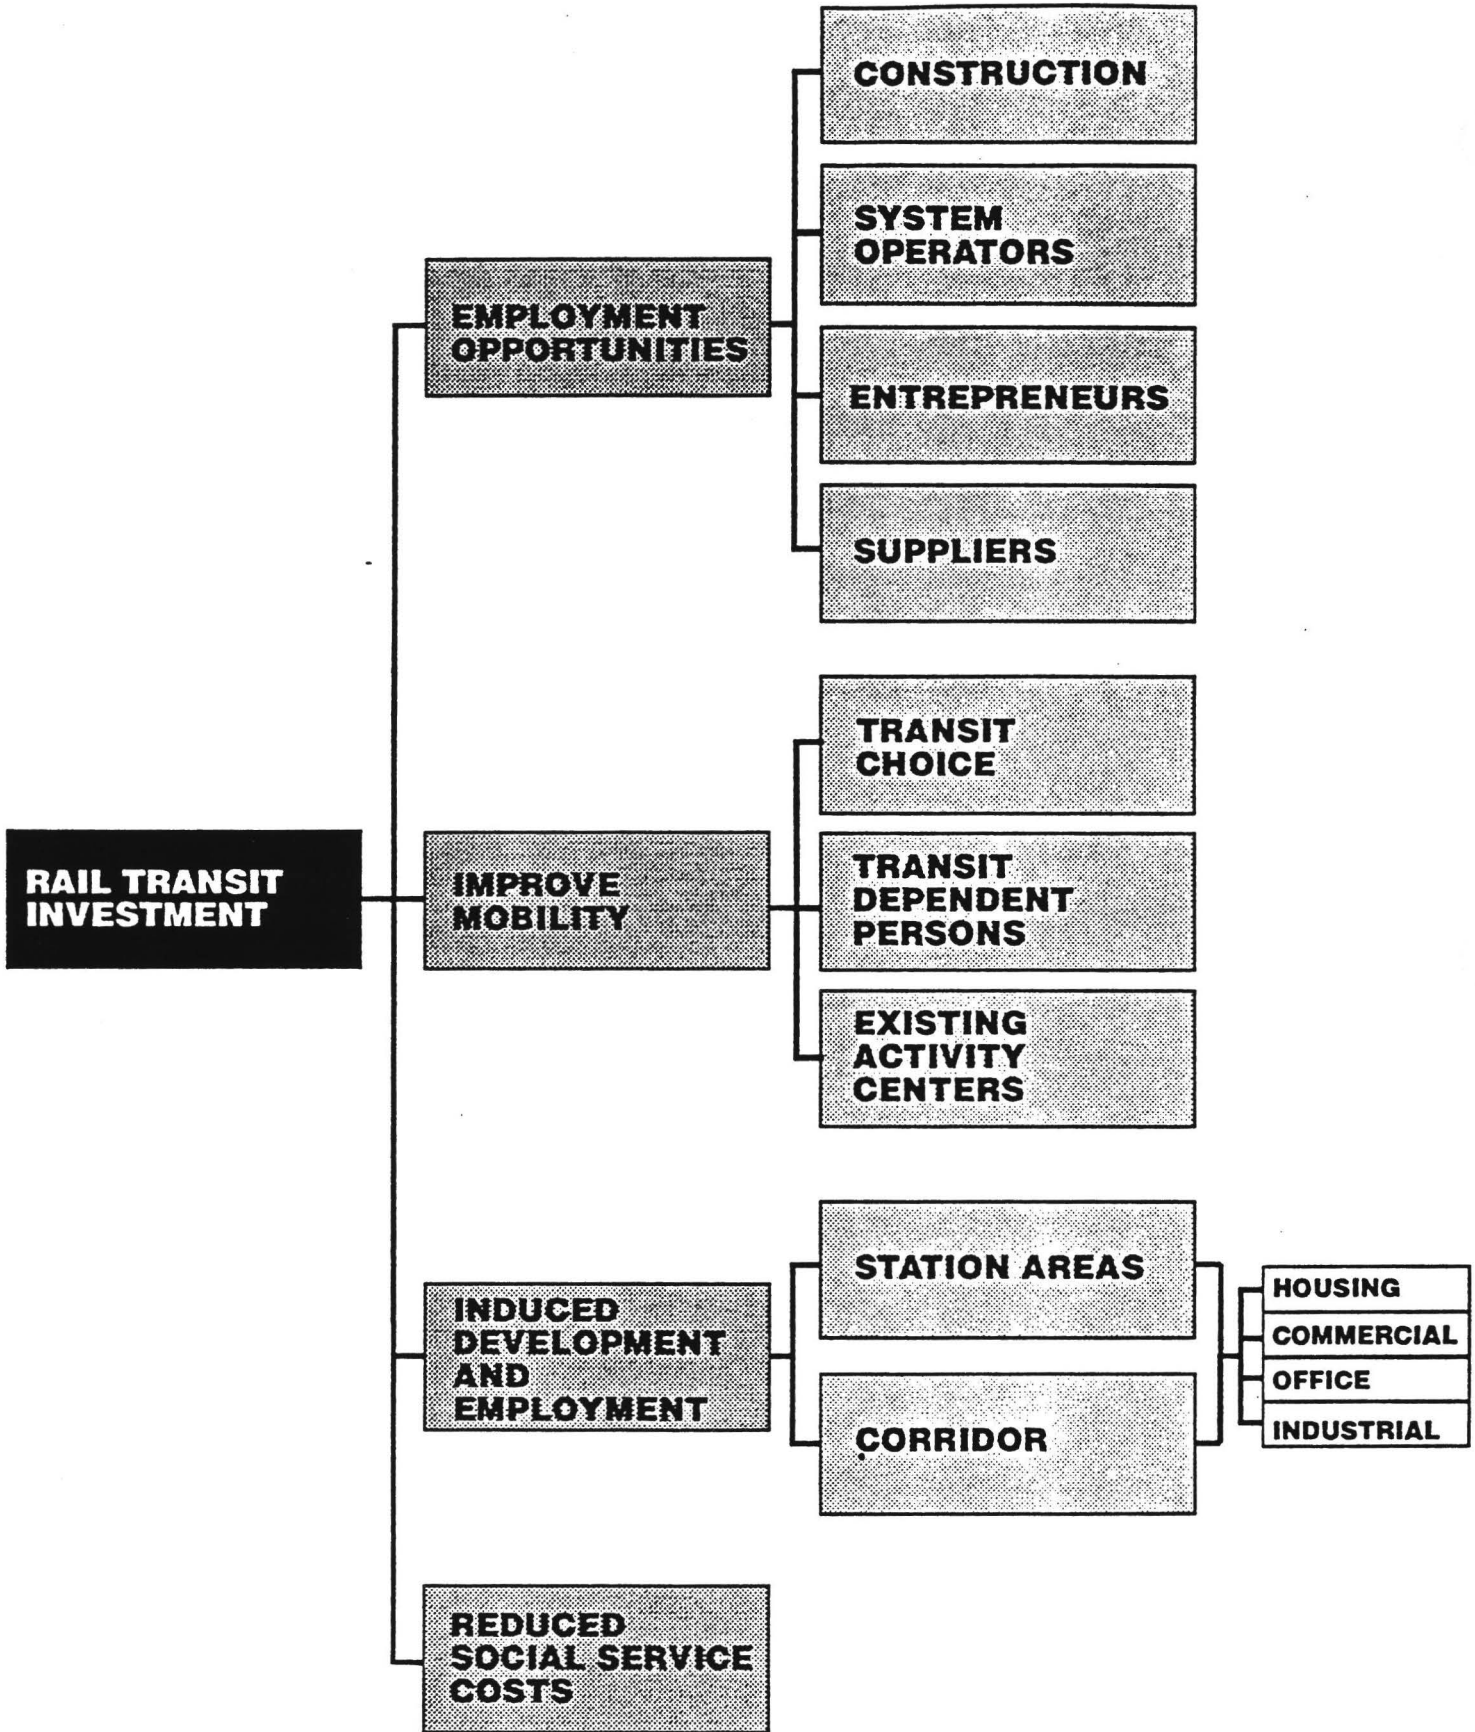 RAIL TRANSIT
INVESTMENT
EMPLOYMENT
OPPORTUNITIES
CONSTRUCTION
SYSTEM
OPERATORS
ENTREPRENEURS
SUPPLIERS
IMPROVE
MOBILITY
TRANSIT
CHOICE
TRANSIT
DEPENDENT
PERSONS
EXISTING
ACTIVITY
CENTERS
INDUCED
DEVELOPMENT
AND
EMPLOYMENT
STATION AREAS
CORRIDOR
HOUSING
COMMERCIAL
OFFICE
INDUSTRIAL
REDUCED
SOCIAL SERVICE
COSTS